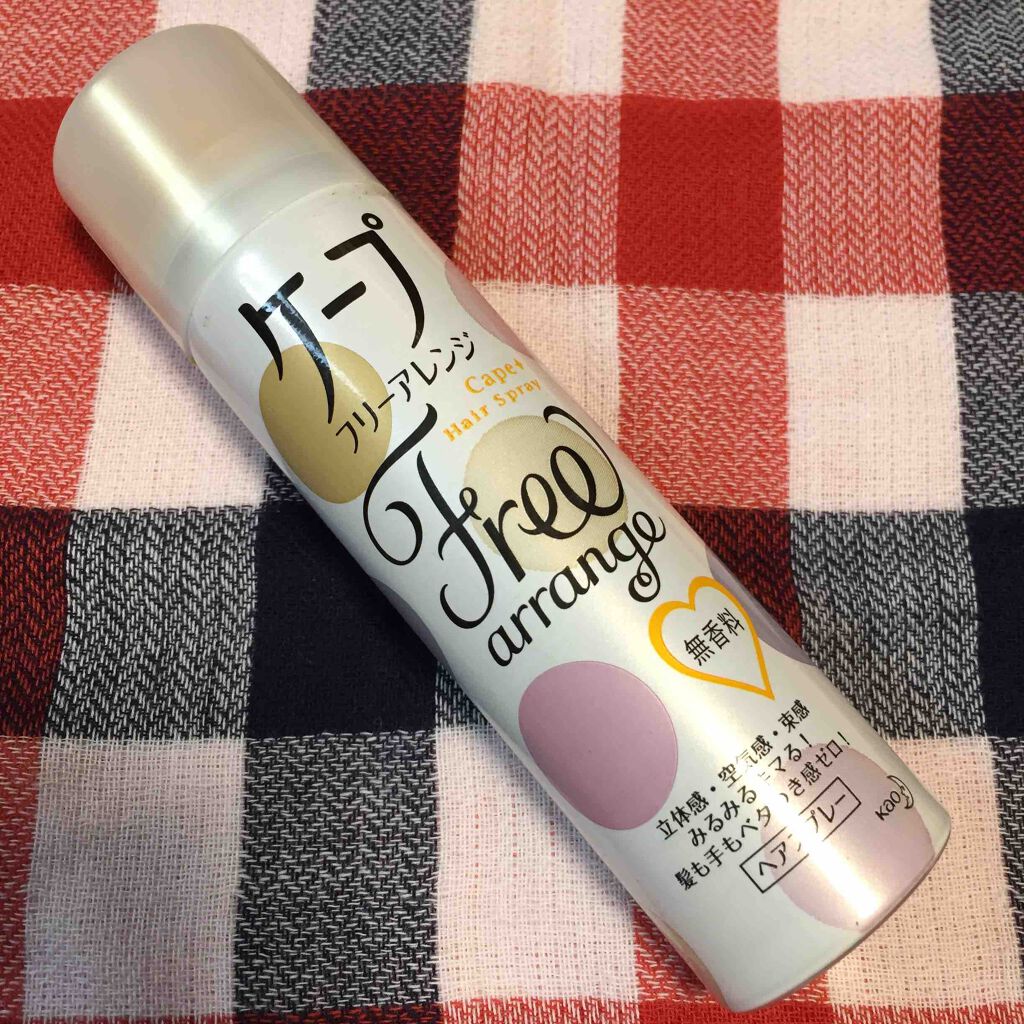 ケープ
フリーアレンジ
Cape
Hair Spray
Free
arrange
無香料
立体感・空気感・束感
みるみるキマる!
髪も手もベタつき感ゼロ!
ヘアスプレー
Kao